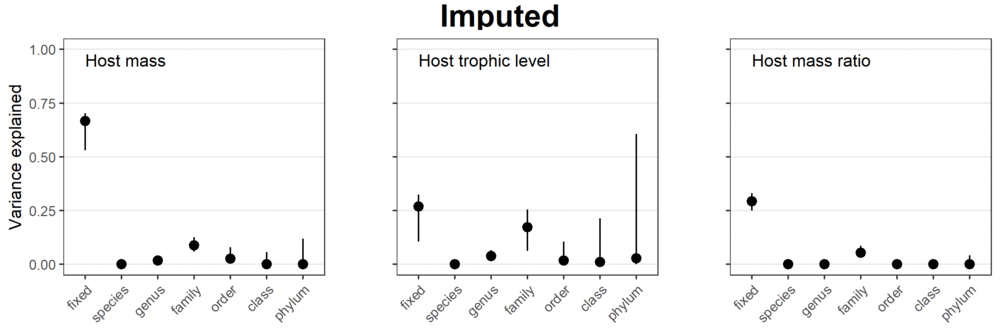 Imputed
Host mass
Host trophic level
Host mass ratio
Variance explained
1.00
0.75
0.50
0.25
0.00
fixed
species
genus
family
order
class
phylum
fixed
species
genus
family
order
class
phylum
fixed
species
genus
family
order
class
phylum